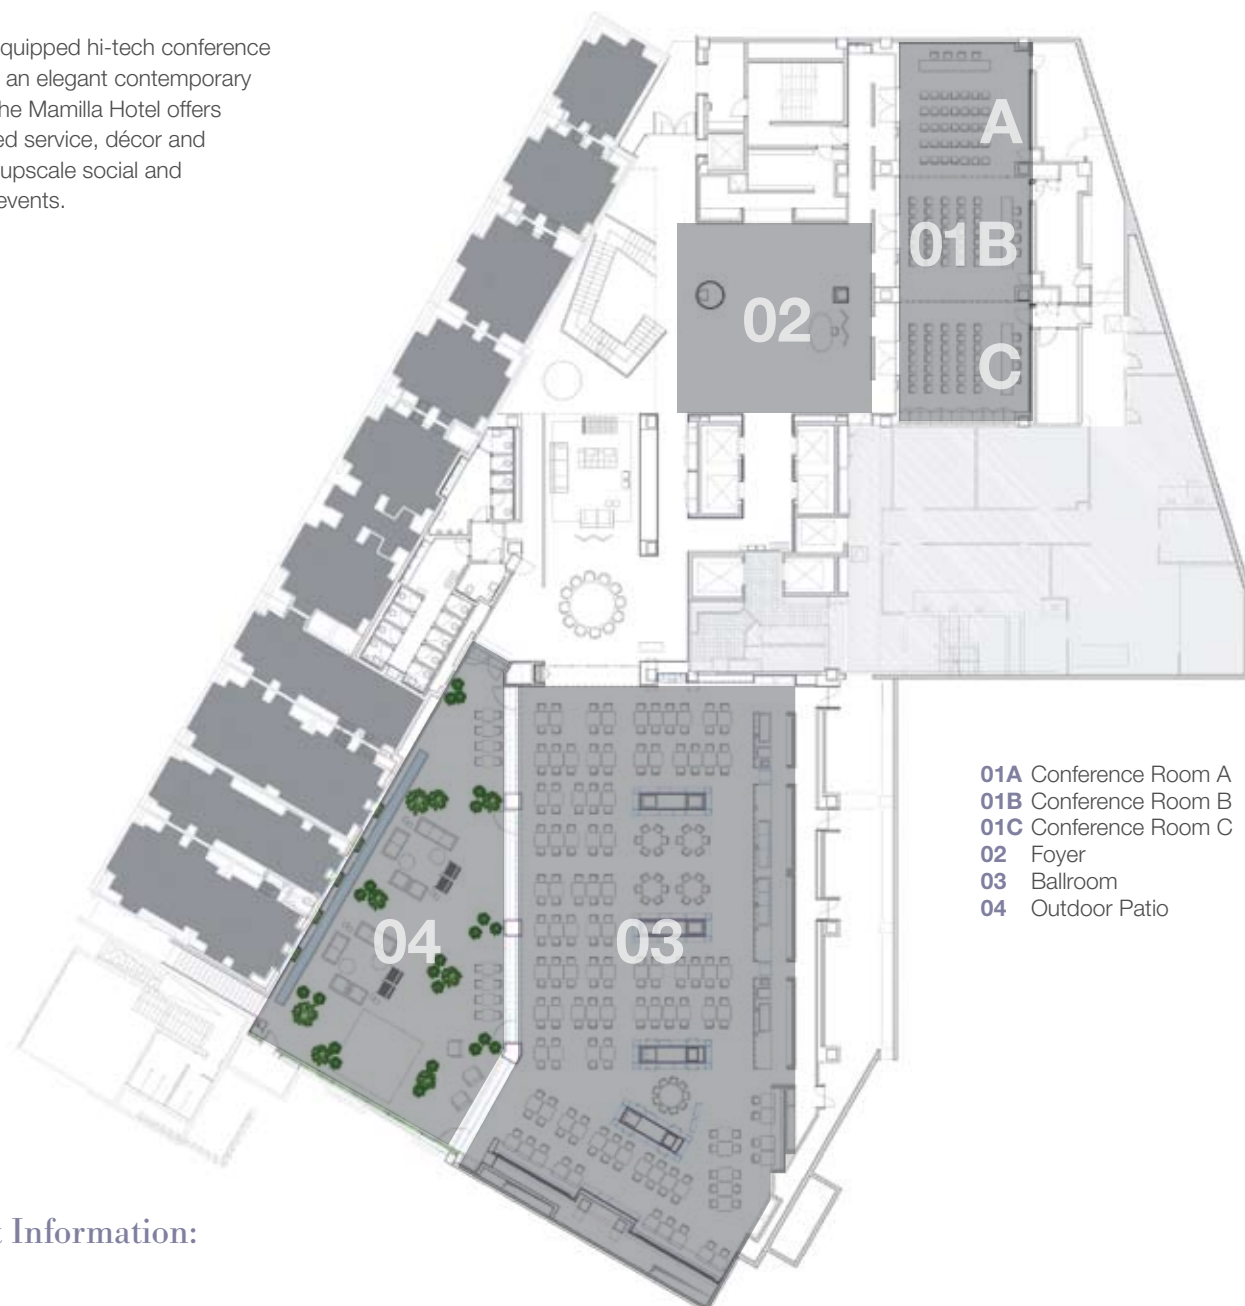 quipped hi-tech conference
an elegant contemporary
he Mamilla Hotel offers
ed service, décor and
upscale social and
events.
A
01B
C
02
03
04
01A Conference Room A
01B Conference Room B
01C Conference Room C
02 Foyer
03 Ballroom
04 Outdoor Patio
t Information: